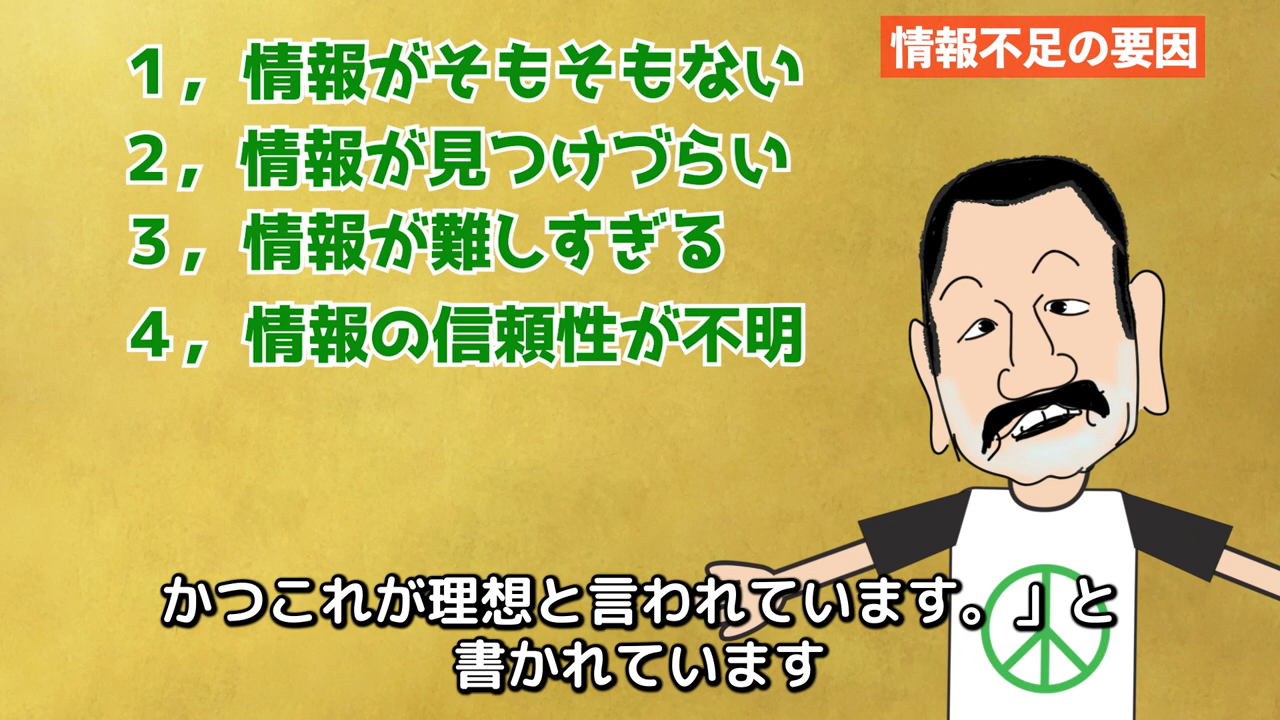 情報不足の要因
１，情報がそもそもない
２，情報が見つけづらい
３，情報が難しすぎる
４，情報の信頼性が不明
かつこれが理想と言われています。」と
書かれています